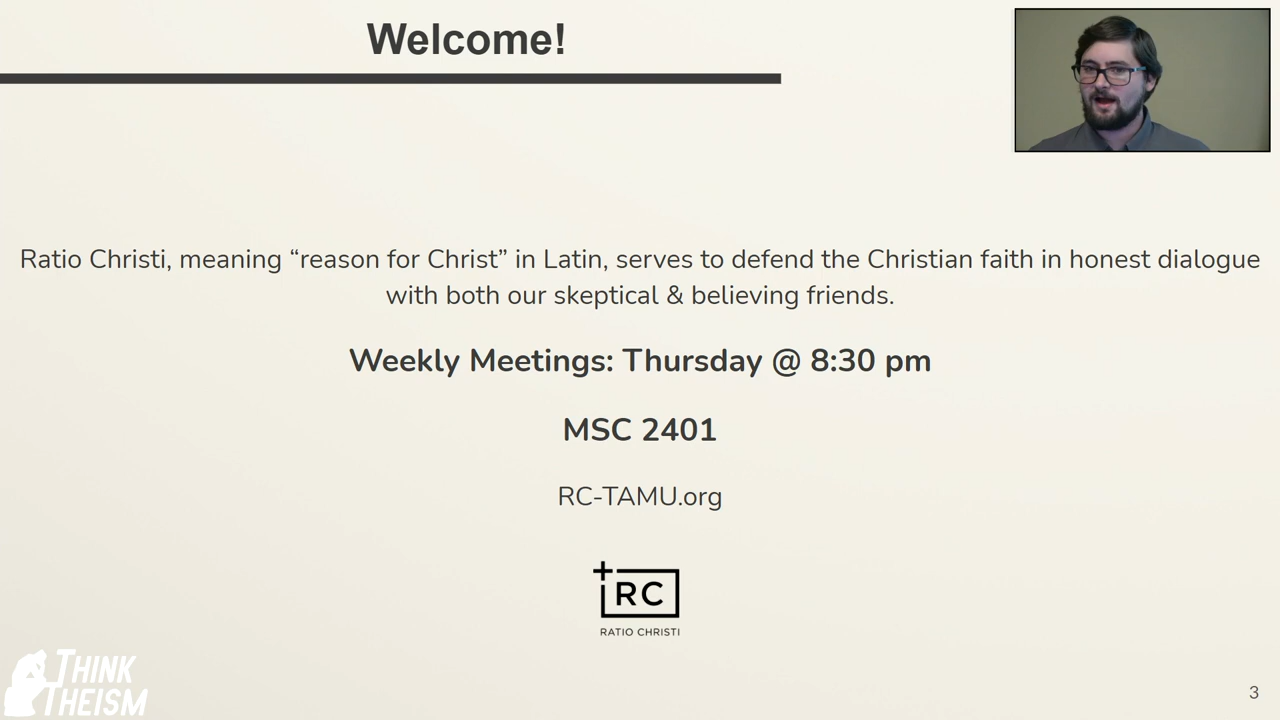 Welcome!
Ratio Christi, meaning “reason for Christ” in Latin, serves to defend the Christian faith in honest dialogue
with both our skeptical & believing friends.
Weekly Meetings: Thursday @ 8:30 pm
MSC 2401
RC-TAMU.org
RC
RATIO CHRISTI
THINK
THEISM
3